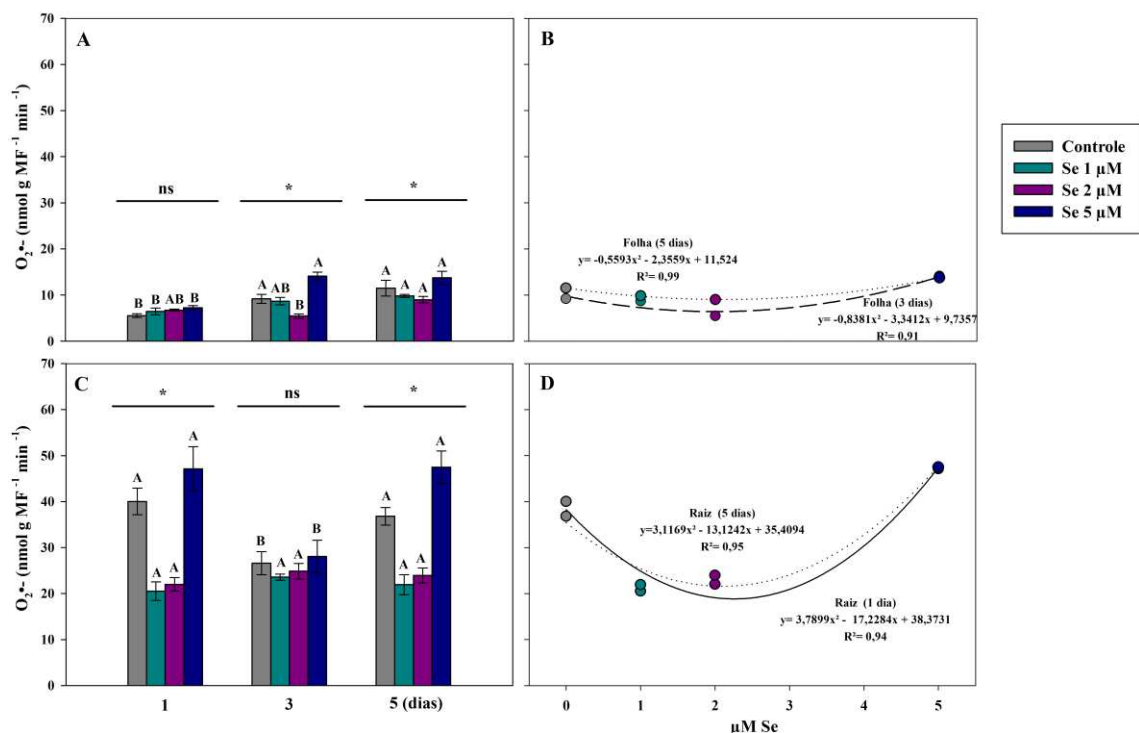 A
O₂•- (nmol g MF⁻¹ min⁻¹)
70
60
50
40
30
20
10
0
ns
*
*
B B AB B
A AB B A
A A A A
B
Folha (5 dias)
y= -0,5593x² - 2,3559x + 11,524
R²= 0,99
Folha (3 dias)
y= -0,8381x² - 3,3412x + 9,7357
R²= 0,91
Controle
Se 1 µM
Se 2 µM
Se 5 µM
C
O₂•- (nmol g MF⁻¹ min⁻¹)
70
60
50
40
30
20
10
0
*
ns
*
A A A A
B A A B
A A A A
1 3 5 (dias)
D
Raiz (5 dias)
y=3,1169x² - 13,1242x + 35,4094
R²= 0,95
Raiz (1 dia)
y= 3,7899x² - 17,2284x + 38,3731
R²= 0,94
0 1 2 3 4 5
µM Se